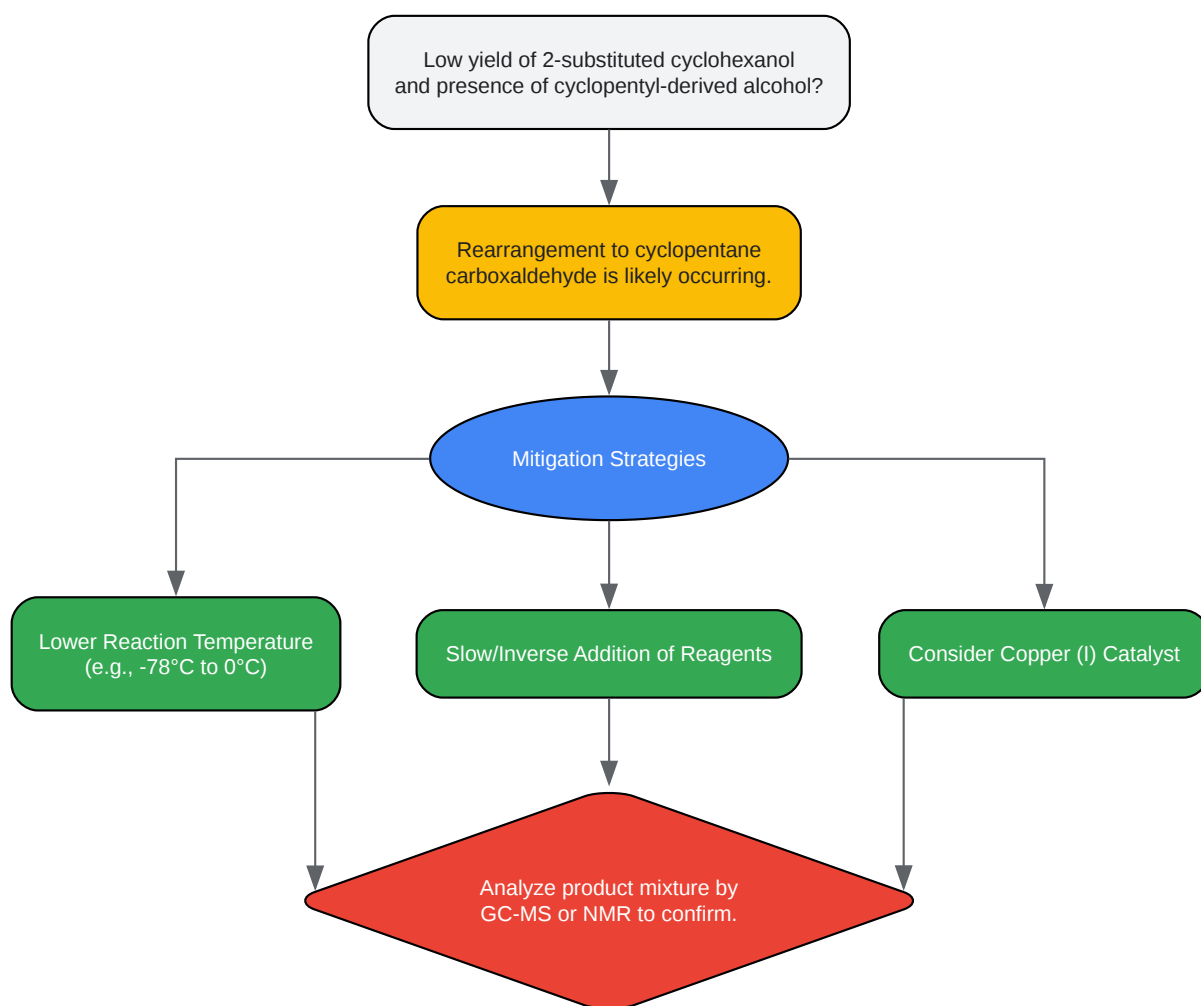 Low yield of 2-substituted cyclohexanol
and presence of cyclopentyl-derived alcohol?
Rearrangement to cyclopentane
carboxaldehyde is likely occurring.
Mitigation Strategies
Lower Reaction Temperature
(e.g., -78°C to 0°C)
Slow/Inverse Addition of Reagents
Consider Copper (I) Catalyst
Analyze product mixture by
GC-MS or NMR to confirm.